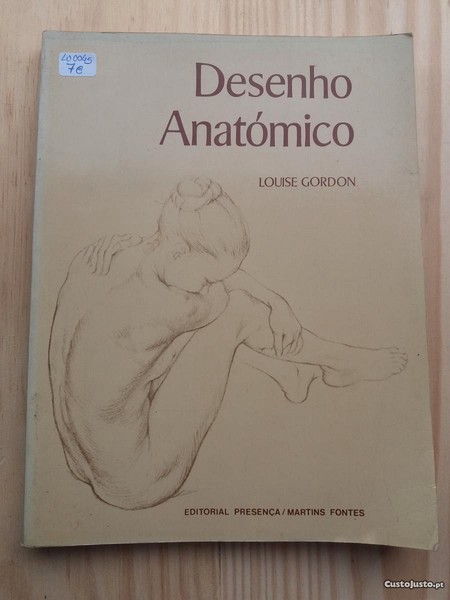 7€
Desenho
Anatómico
LOUISE GORDON
EDITORIAL PRESENÇA/MARTINS FONTES
CustoJusto.pt